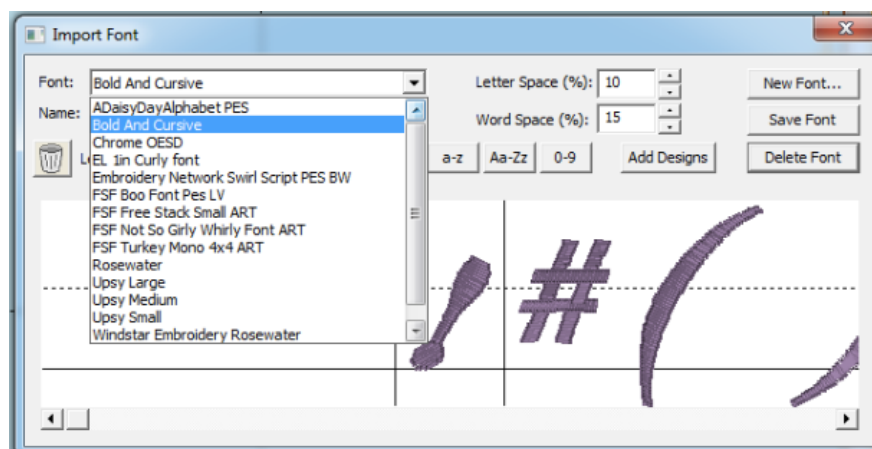 Import Font
Font: Bold And Cursive Letter Space (%): 10 New Font...
Name: Word Space (%): 15 Save Font
a-z Aa-Zz 0-9 Add Designs Delete Font
ADaisyDayAlphabet PES
Bold And Cursive
Chrome OESD
EL 1in Curly font
Embroidery Network Swirl Script PES BW
FSF Boo Font Pes LV
FSF Free Stack Small ART
FSF Not So Girly Whirly Font ART
FSF Turkey Mono 4x4 ART
Rosewater
Upsy Large
Upsy Medium
Upsy Small
Windstar Embroidery Rosewater
! # (